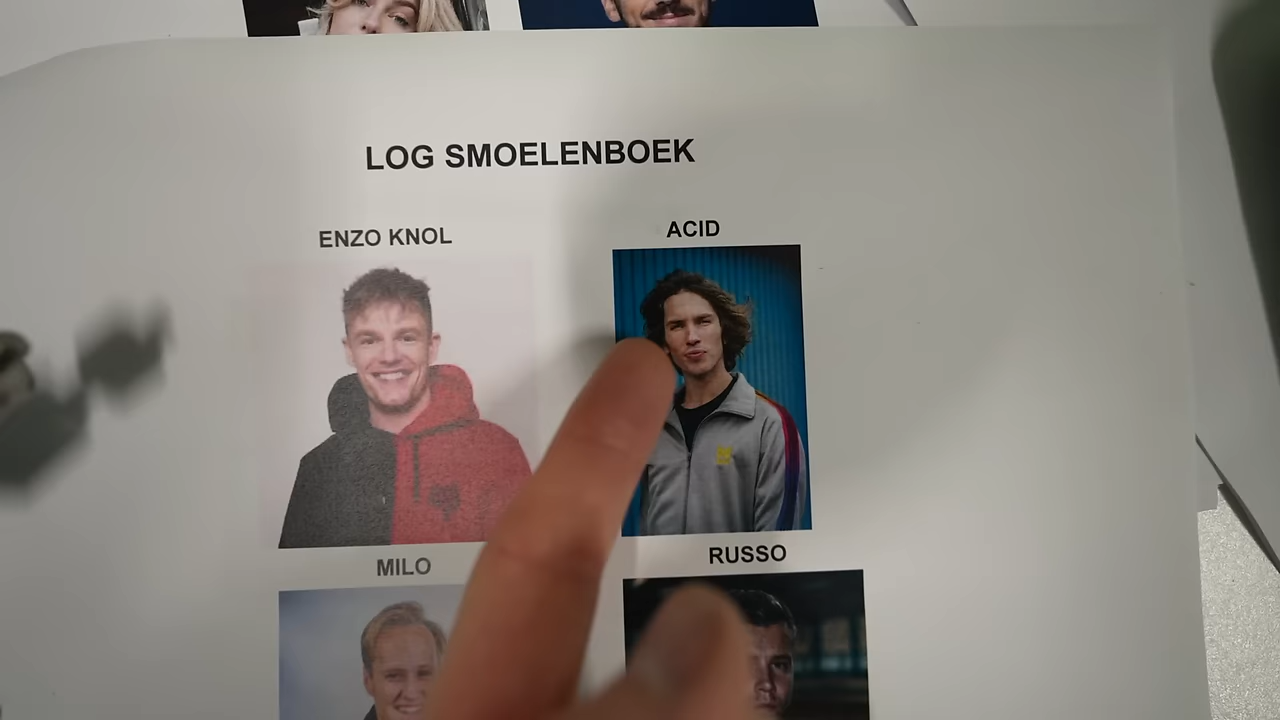 LOG SMOELENBOEK
ENZO KNOL
ACID
MILO
RUSSO